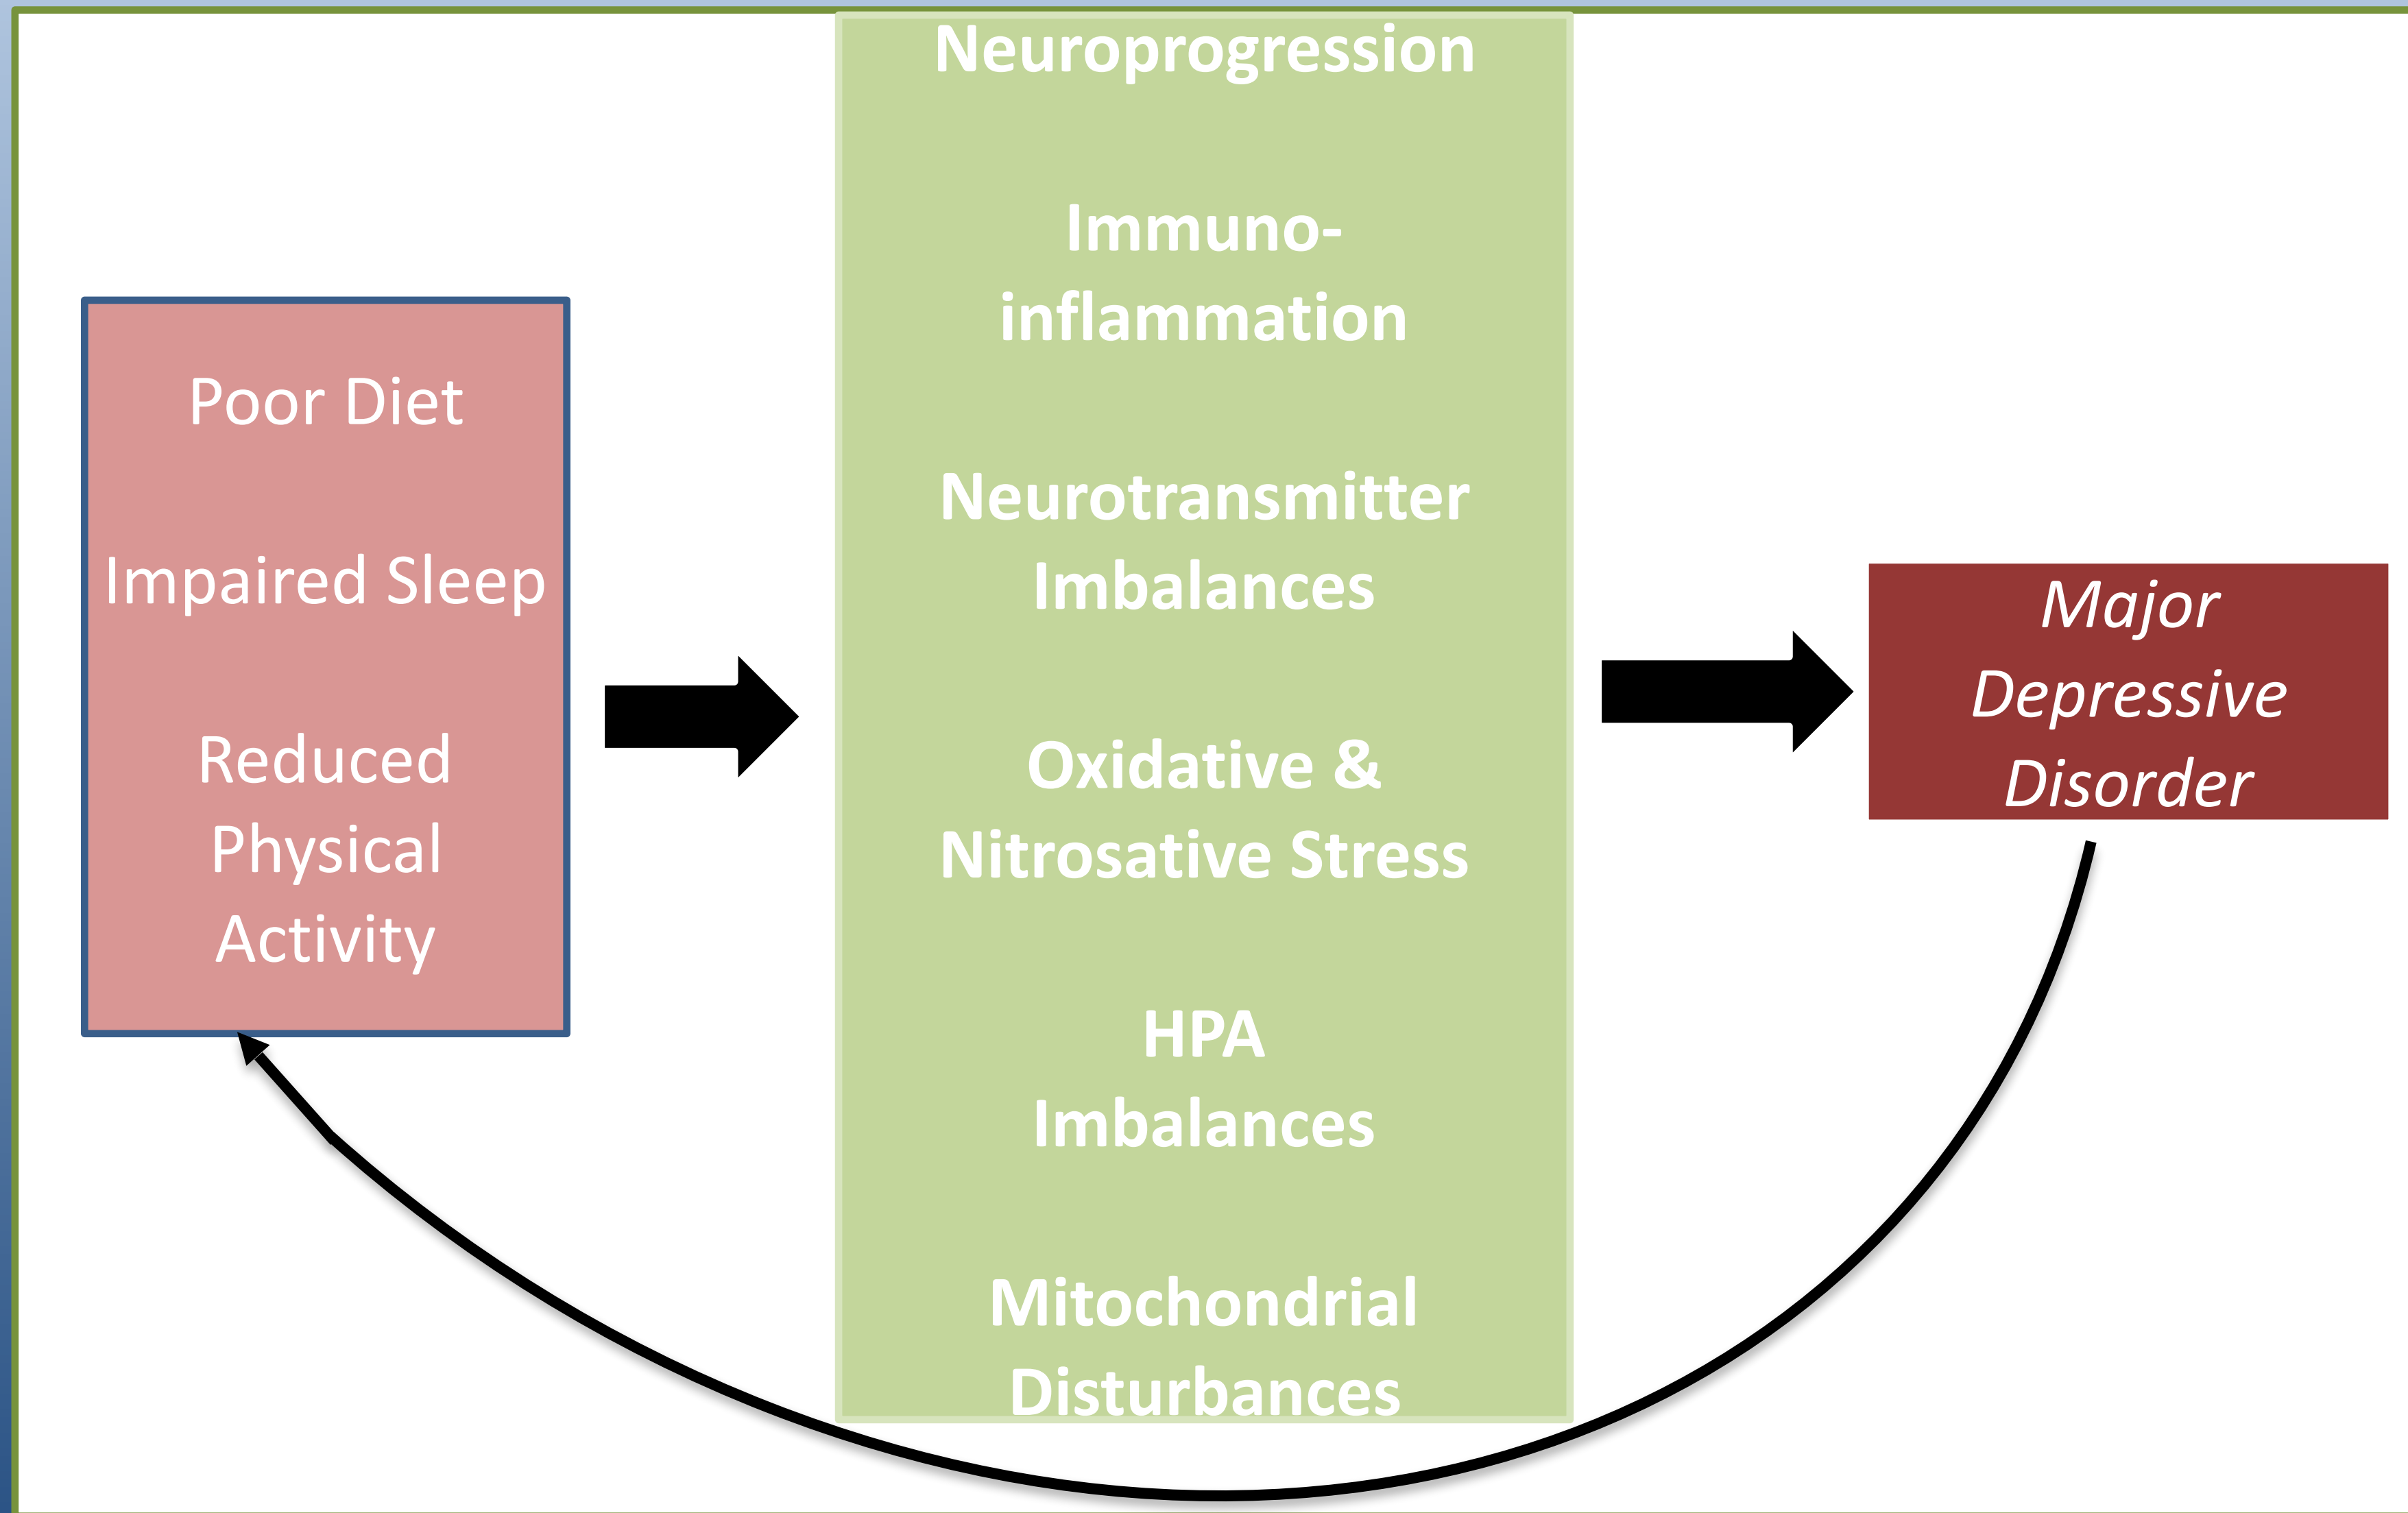 Poor Diet
Impaired Sleep
Reduced
Physical
Activity
Neuroprogression
Immuno-
inflammation
Neurotransmitter
Imbalances
Oxidative &
Nitrosative Stress
HPA
Imbalances
Mitochondrial
Disturbances
Major
Depressive
Disorder